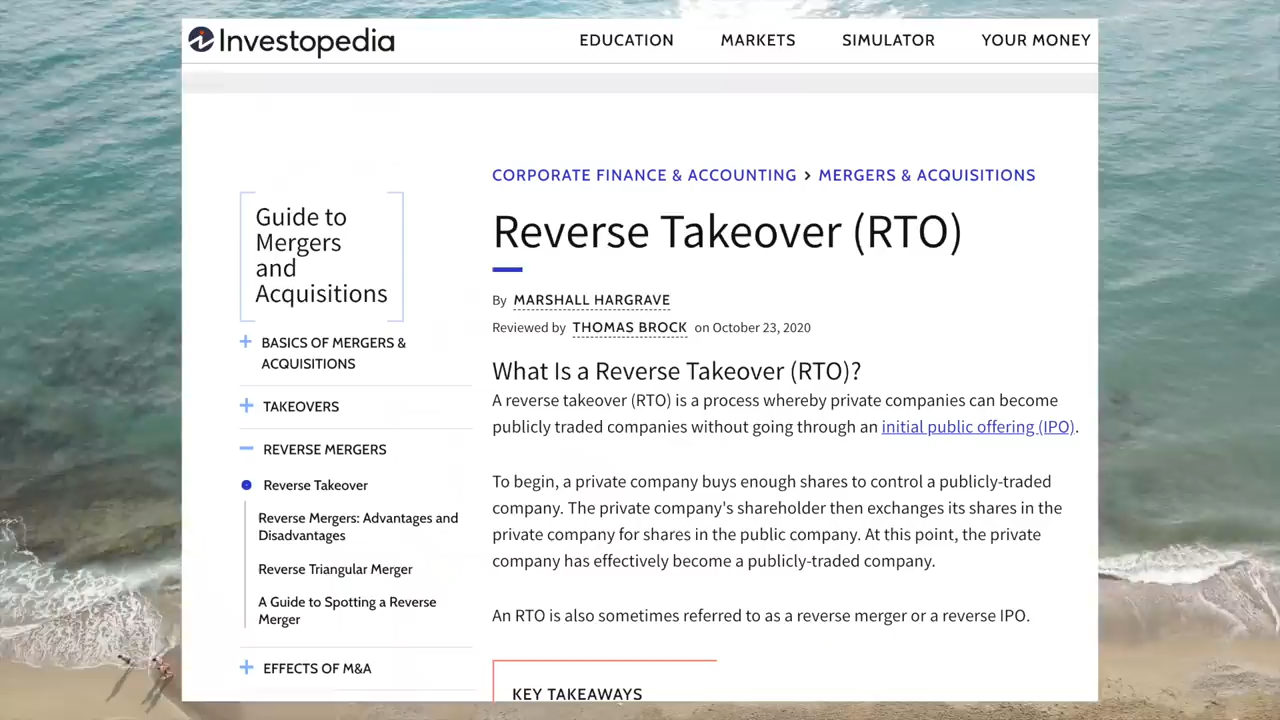 Investopedia
EDUCATION MARKETS SIMULATOR YOUR MONEY
Guide to
Mergers
and
Acquisitions
BASICS OF MERGERS &
ACQUISITIONS
TAKEOVERS
REVERSE MERGERS
Reverse Takeover
Reverse Mergers: Advantages and
Disadvantages
Reverse Triangular Merger
A Guide to Spotting a Reverse
Merger
EFFECTS OF M&A
CORPORATE FINANCE & ACCOUNTING > MERGERS & ACQUISITIONS
Reverse Takeover (RTO)
By MARSHALL HARGRAVE
Reviewed by THOMAS BROCK on October 23, 2020
What Is a Reverse Takeover (RTO)?
A reverse takeover (RTO) is a process whereby private companies can become
publicly traded companies without going through an initial public offering (IPO).
To begin, a private company buys enough shares to control a publicly-traded
company. The private company's shareholder then exchanges its shares in the
private company for shares in the public company. At this point, the private
company has effectively become a publicly-traded company.
An RTO is also sometimes referred to as a reverse merger or a reverse IPO.
KEY TAKEAWAYS